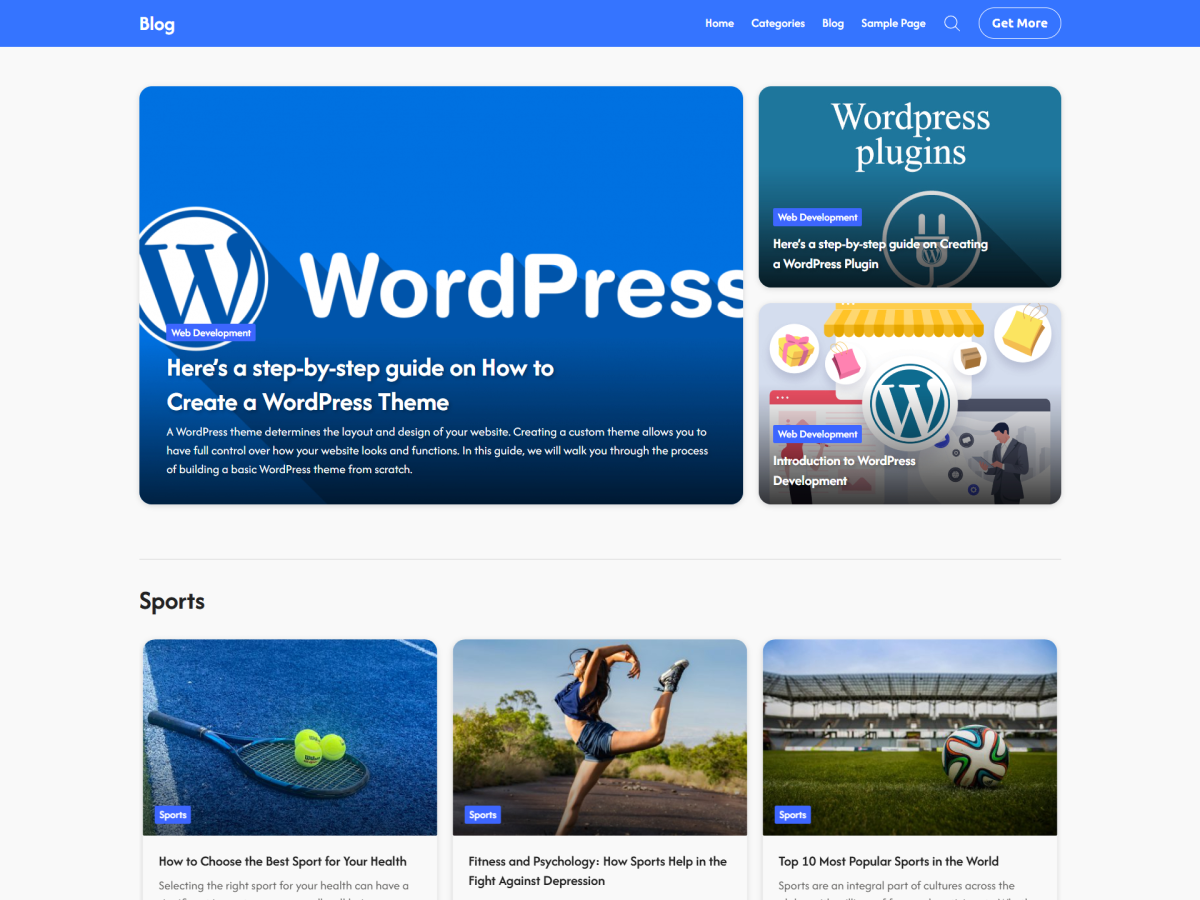 Blog
Home
Categories
Blog
Sample Page
Get More
WordPress
Web Development
Here's a step-by-step guide on How to
Create a WordPress Theme
A WordPress theme determines the layout and design of your website. Creating a custom theme allows you to
have full control over how your website looks and functions. In this guide, we will walk you through the process
of building a basic WordPress theme from scratch.
Wordpress
plugins
Web Development
Here's a step-by-step guide on Creating
a WordPress Plugin
Web Development
Introduction to WordPress
Development
Sports
Sports
Sports
Sports
How to Choose the Best Sport for Your Health
Selecting the right sport for your health can have a
Fitness and Psychology: How Sports Help in the
Fight Against Depression
Top 10 Most Popular Sports in the World
Sports are an integral part of cultures across the